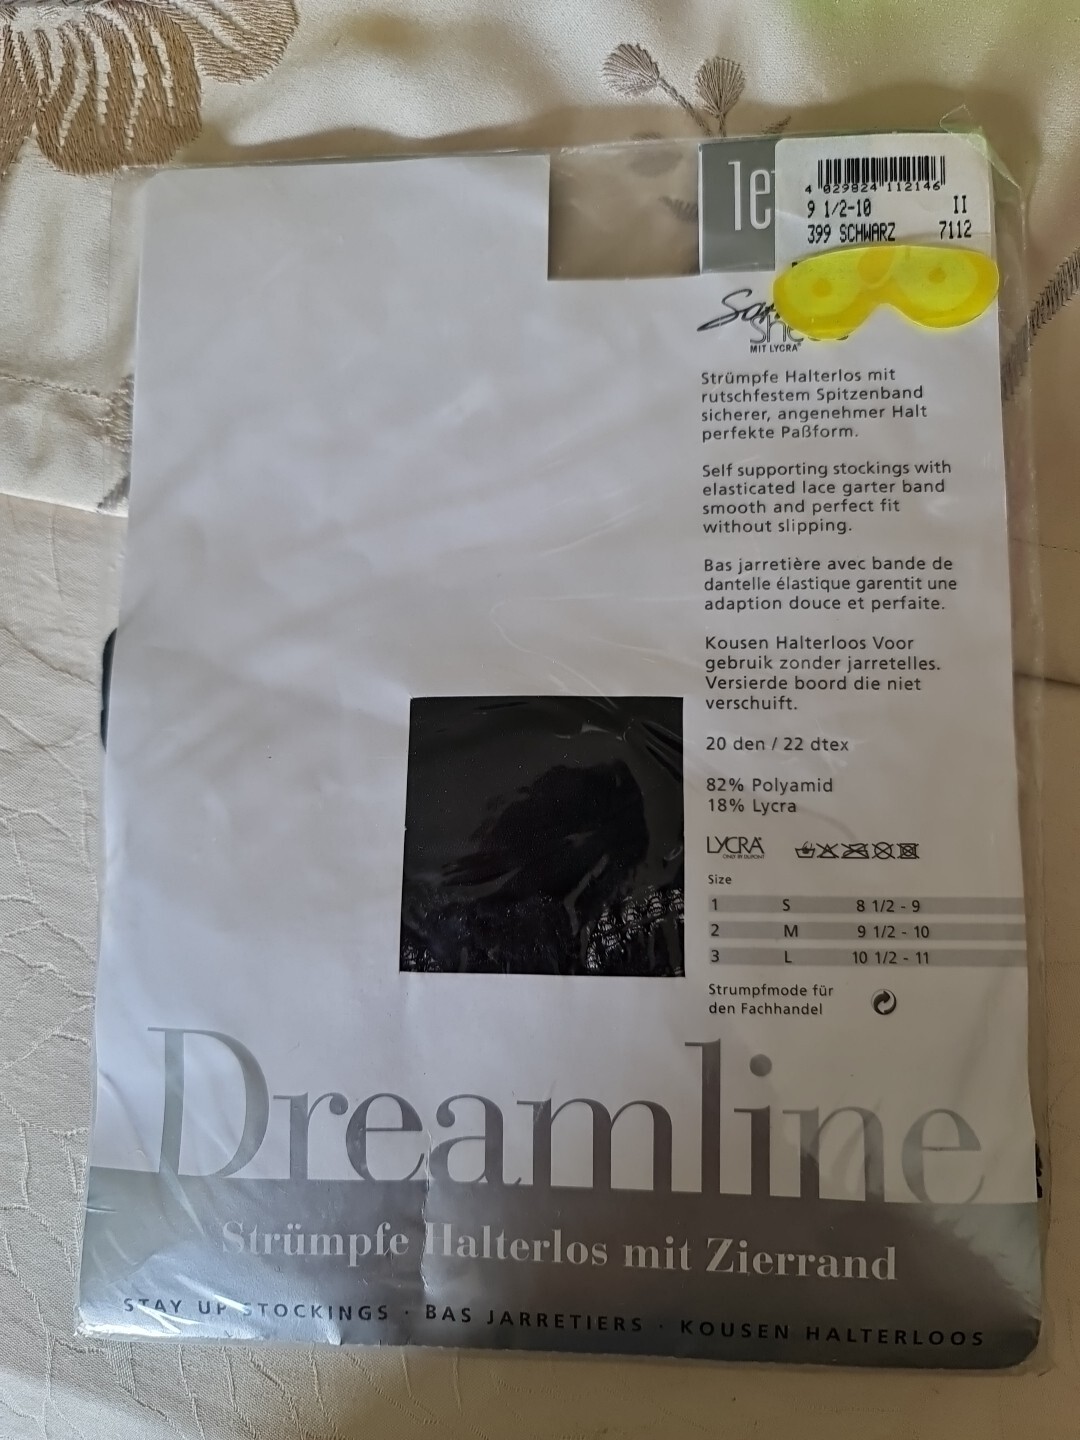 4 029824 112146
9 1/2-10 II
399 SCHWARZ 7112
MIT LYCRA®
Strümpfe Halterlos mit
rutschfestem Spitzenband
sicherer, angenehmer Halt
perfekte Paßform.
Self supporting stockings with
elasticated lace garter band
smooth and perfect fit
without slipping.
Bas jarretière avec bande de
dantelle élastique garentit une
adaption douce et perfaite.
Kousen Halterloos Voor
gebruik zonder jarretelles.
Versierde boord die niet
verschuift.
20 den / 22 dtex
82% Polyamid
18% Lycra
LYCRA®
ONLY BY DUPONT
Size
1 S 8 1/2 - 9
2 M 9 1/2 - 10
3 L 10 1/2 - 11
Strumpfmode für
den Fachhandel
Dreamline
Strümpfe Halterlos mit Zierrand
STAY UP STOCKINGS · BAS JARRETIERS · KOUSEN HALTERLOOS